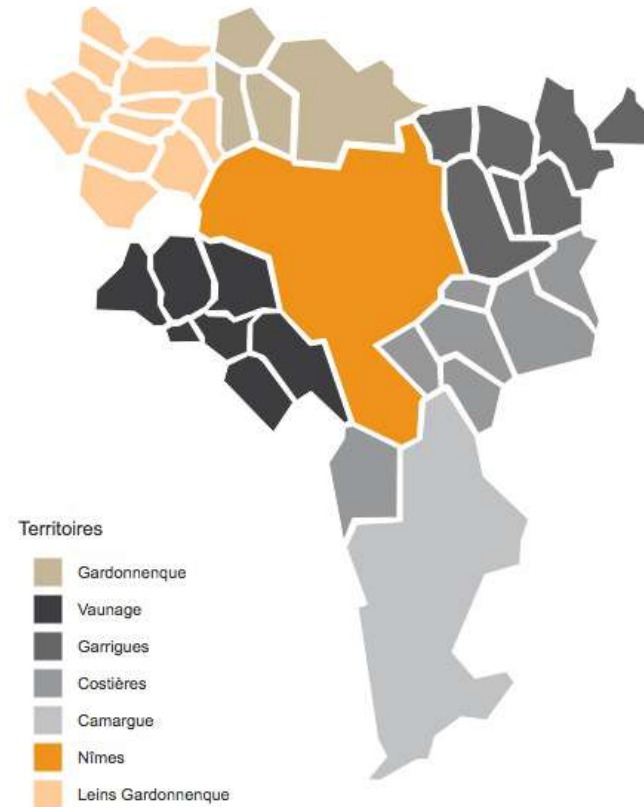 Territoires
Gardonnenque
Vaunage
Garrigues
Costières
Camargue
Nîmes
Leins Gardonnenque